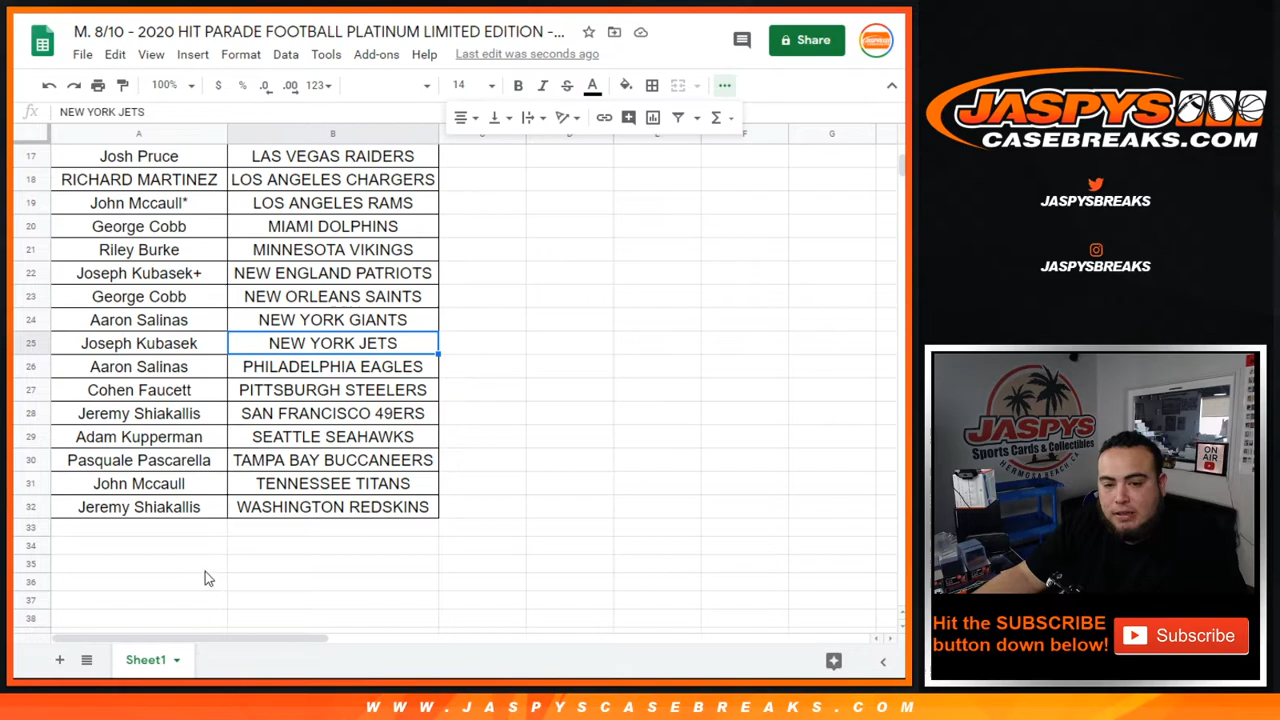 M. 8/10 - 2020 HIT PARADE FOOTBALL PLATINUM LIMITED EDITION -...
Share
File Edit View Insert Format Data Tools Add-ons Help Last edit was seconds ago
100% $ % .0 .00 123 14 B I S A
fx NEW YORK JETS
A B C D E F G
17 Josh Pruce LAS VEGAS RAIDERS
18 RICHARD MARTINEZ LOS ANGELES CHARGERS
19 John Mccaull* LOS ANGELES RAMS
20 George Cobb MIAMI DOLPHINS
21 Riley Burke MINNESOTA VIKINGS
22 Joseph Kubasek+ NEW ENGLAND PATRIOTS
23 George Cobb NEW ORLEANS SAINTS
24 Aaron Salinas NEW YORK GIANTS
25 Joseph Kubasek NEW YORK JETS
26 Aaron Salinas PHILADELPHIA EAGLES
27 Cohen Faucett PITTSBURGH STEELERS
28 Jeremy Shiakallis SAN FRANCISCO 49ERS
29 Adam Kupperman SEATTLE SEAHAWKS
30 Pasquale Pascarella TAMPA BAY BUCCANEERS
31 John Mccaull TENNESSEE TITANS
32 Jeremy Shiakallis WASHINGTON REDSKINS
33
34
35
36
37
38
Sheet1
JASPYS
CASEBREAKS.COM
JASPYSBREAKS
JASPYSBREAKS
JASPYS
Sports Cards & Collectibles
HERMOSA BEACH, CA
ON
AIR
Hit the SUBSCRIBE
button down below!
Subscribe
WWW.JASPYSCASEBREAKS.COM